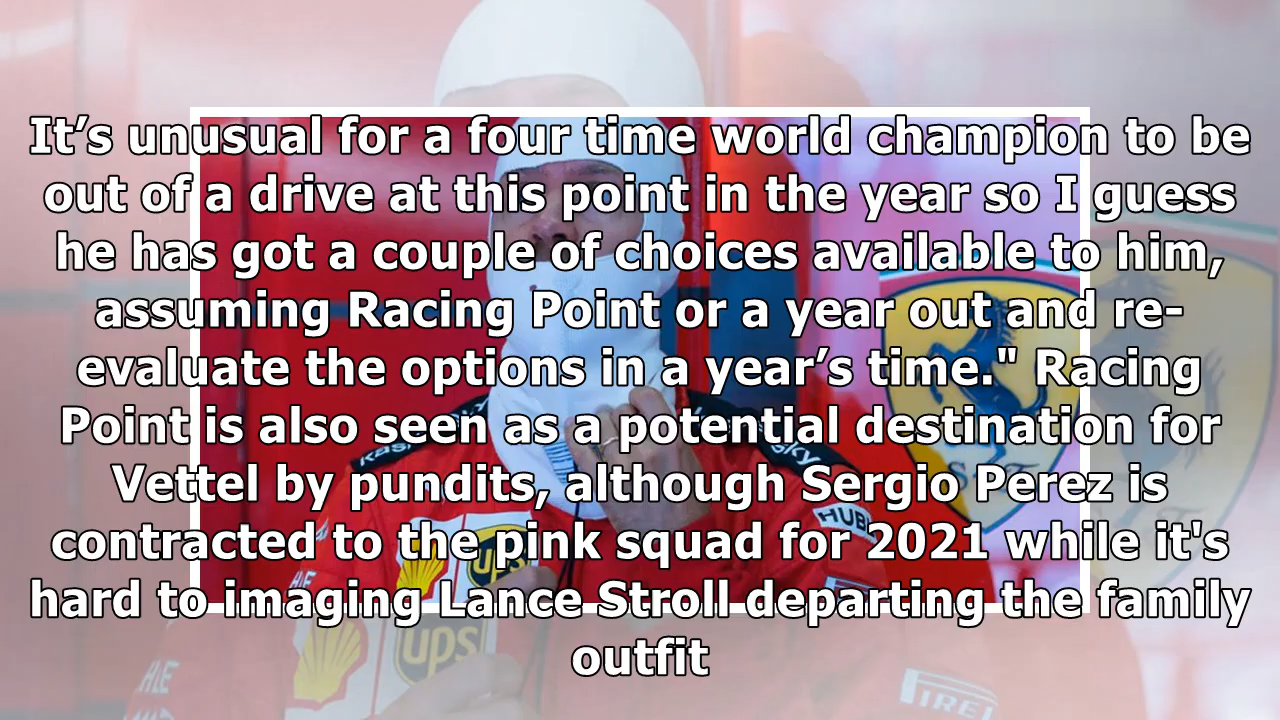 It’s unusual for a four time world champion to be
out of a drive at this point in the year so I guess
he has got a couple of choices available to him,
assuming Racing Point or a year out and re-
evaluate the options in a year’s time." Racing
Point is also seen as a potential destination for
Vettel by pundits, although Sergio Perez is
contracted to the pink squad for 2021 while it's
hard to imaging Lance Stroll departing the family
outfit
HUB
ups
ups
PIREL